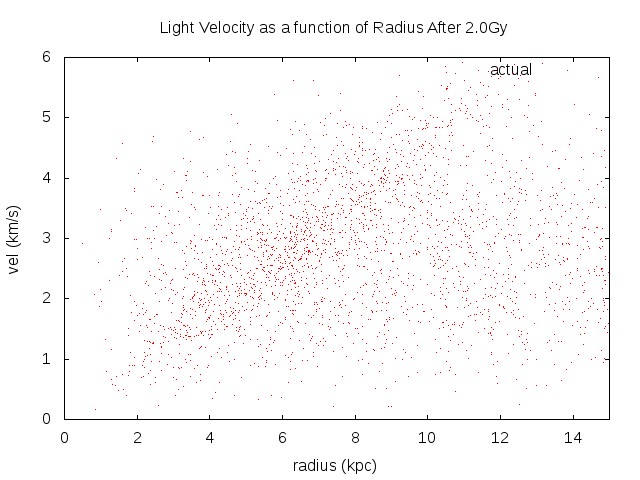 Light Velocity as a function of Radius After 2.0Gy
6
actual
5
4
vel (km/s)
3
2
1
0
0 2 4 6 8 10 12 14
radius (kpc)